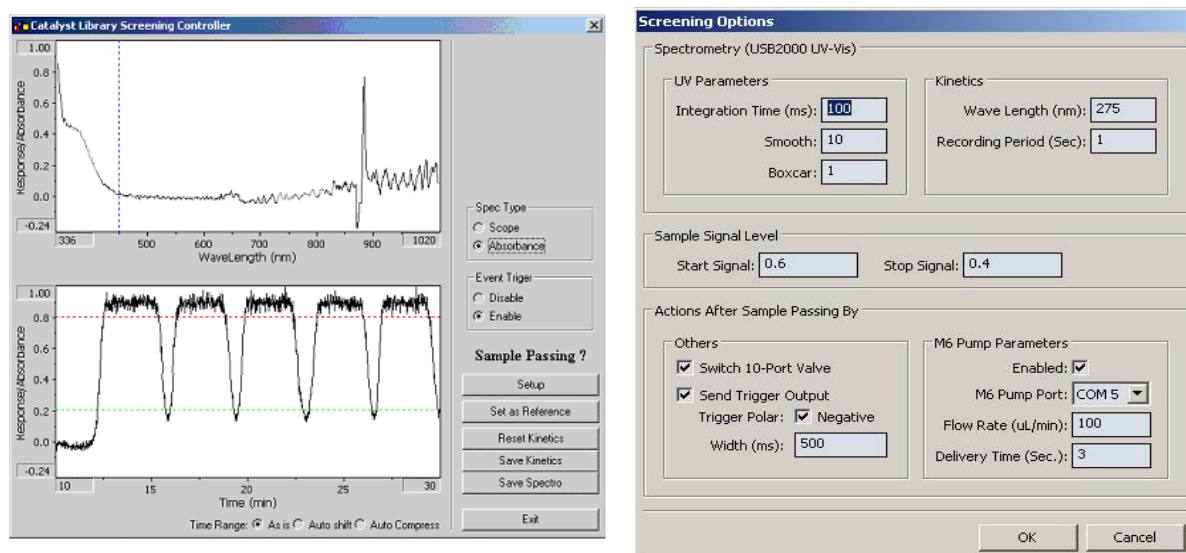 Catalyst Library Screening Controller
1.00
0.8
0.6
0.4
0.2
0.0
-0.24
Response/Absorbance
336 500 600 700 800 900 1020
WaveLength (nm)
Spec Type
Scope
Absorbance
Event Triger
Disable
Enable
1.00
0.8
0.6
0.4
0.2
0.0
-0.24
Response/Absorbance
10 15 20 25 30
Time (min)
Time Range: As is Auto shift Auto Compress
Sample Passing ?
Setup
Set as Reference
Reset Kinetics
Save Kinetics
Save Spectro
Exit
Screening Options
Spectrometry (USB2000 UV-Vis)
UV Parameters
Integration Time (ms): 100
Smooth: 10
Boxcar: 1
Kinetics
Wave Length (nm): 275
Recording Period (Sec): 1
Sample Signal Level
Start Signal: 0.6 Stop Signal: 0.4
Actions After Sample Passing By
Others
Switch 10-Port Valve
Send Trigger Output
Trigger Polar: Negative
Width (ms): 500
M6 Pump Parameters
Enabled:
M6 Pump Port: COM 5
Flow Rate (uL/min): 100
Delivery Time (Sec.): 3
OK Cancel